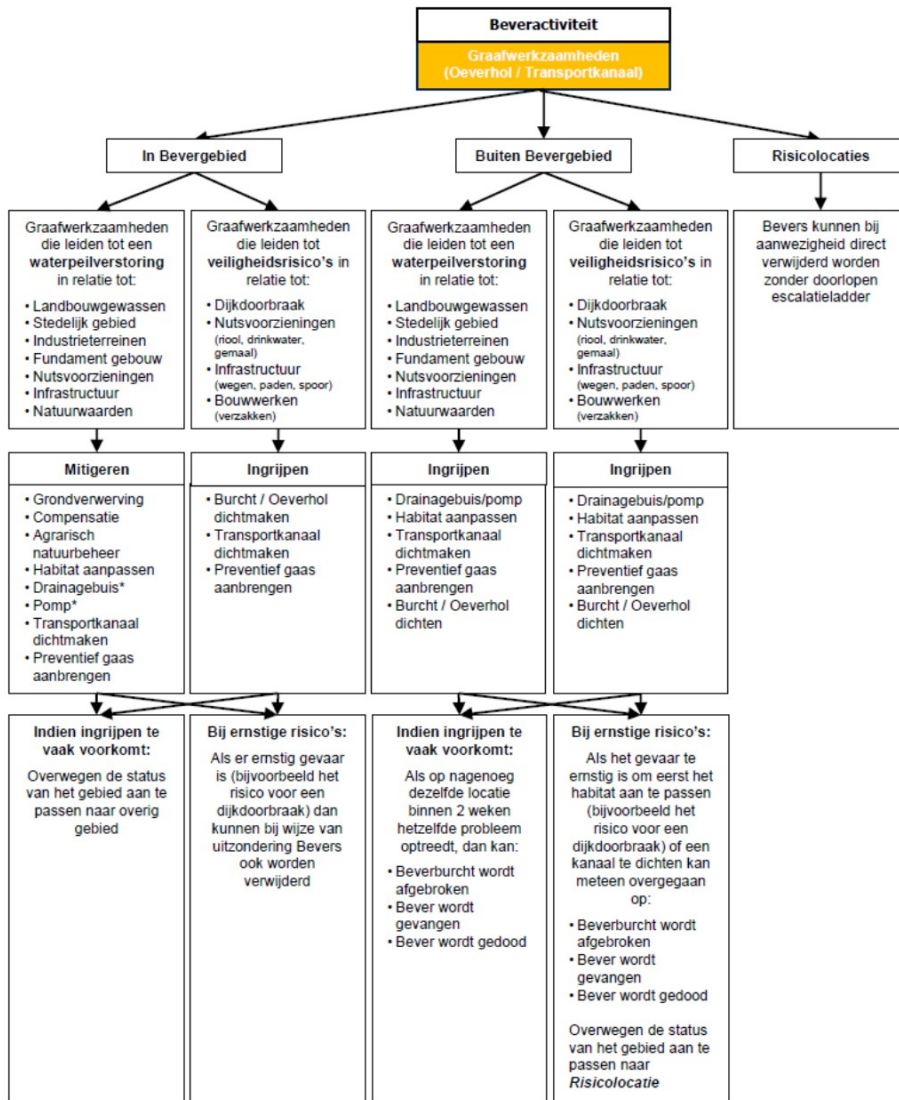 Beveractiviteit
Graafwerkzaamheden
(Oeverhol / Transportkanaal)
In Bevergebied
Buiten Bevergebied
Risicolocaties
Graafwerkzaamheden
die leiden tot een
waterpeilverstoring
in relatie tot:
• Landbouwgewassen
• Stedelijk gebied
• Industrieterreinen
• Fundament gebouw
• Nutsvoorzieningen
• Infrastructuur
• Natuurwaarden
Graafwerkzaamheden
die leiden tot
veiligheidsrisico's in
relatie tot:
• Dijkdoorbraak
• Nutsvoorzieningen
(riool, drinkwater,
gemaal)
• Infrastructuur
(wegen, paden, spoor)
• Bouwwerken
(verzakken)
Graafwerkzaamheden
die leiden tot een
waterpeilverstoring
in relatie tot:
• Landbouwgewassen
• Stedelijk gebied
• Industrieterreinen
• Fundament gebouw
• Nutsvoorzieningen
• Infrastructuur
• Natuurwaarden
Graafwerkzaamheden
die leiden tot
veiligheidsrisico's in
relatie tot:
• Dijkdoorbraak
• Nutsvoorzieningen
(riool, drinkwater,
gemaal)
• Infrastructuur
(wegen, paden, spoor)
• Bouwwerken
(verzakken)
Bevers kunnen bij
aanwezigheid direct
verwijderd worden
zonder doorlopen
escalatieladder
Mitigeren
• Grondverwerving
• Compensatie
• Agrarisch
natuurbeheer
• Habitat aanpassen
• Drainagebuis*
• Pomp*
• Transportkanaal
dichtmaken
• Preventief gaas
aanbrengen
Ingrijpen
• Burcht / Oeverhol
dichtmaken
• Transportkanaal
dichtmaken
• Preventief gaas
aanbrengen
Ingrijpen
• Drainagebuis/pomp
• Habitat aanpassen
• Transportkanaal
dichtmaken
• Preventief gaas
aanbrengen
• Burcht / Oeverhol
dichten
Ingrijpen
• Drainagebuis/pomp
• Habitat aanpassen
• Transportkanaal
dichtmaken
• Preventief gaas
aanbrengen
• Burcht / Oeverhol
dichten
Indien ingrijpen te
vaak voorkomt:
Overwegen de status
van het gebied aan te
passen naar overig
gebied
Bij ernstige risico's:
Als er ernstig gevaar
is (bijvoorbeeld het
risico voor een
dijkdoorbraak) dan
kunnen bij wijze van
uitzondering Bevers
ook worden
verwijderd
Indien ingrijpen te
vaak voorkomt:
Als op nagenoeg
dezelfde locatie
binnen 2 weken
hetzelfde probleem
optreedt, dan kan:
• Beverburcht wordt
afgebroken
• Bever wordt
gevangen
• Bever wordt gedood
Bij ernstige risico's:
Als het gevaar te
ernstig is om eerst het
habitat aan te passen
(bijvoorbeeld het
risico voor een
dijkdoorbraak) of een
kanaal te dichten kan
meteen overgegaan
op:
• Beverburcht wordt
afgebroken
• Bever wordt
gevangen
• Bever wordt gedood
Overwegen de status
van het gebied aan te
passen naar
Risicolocatie